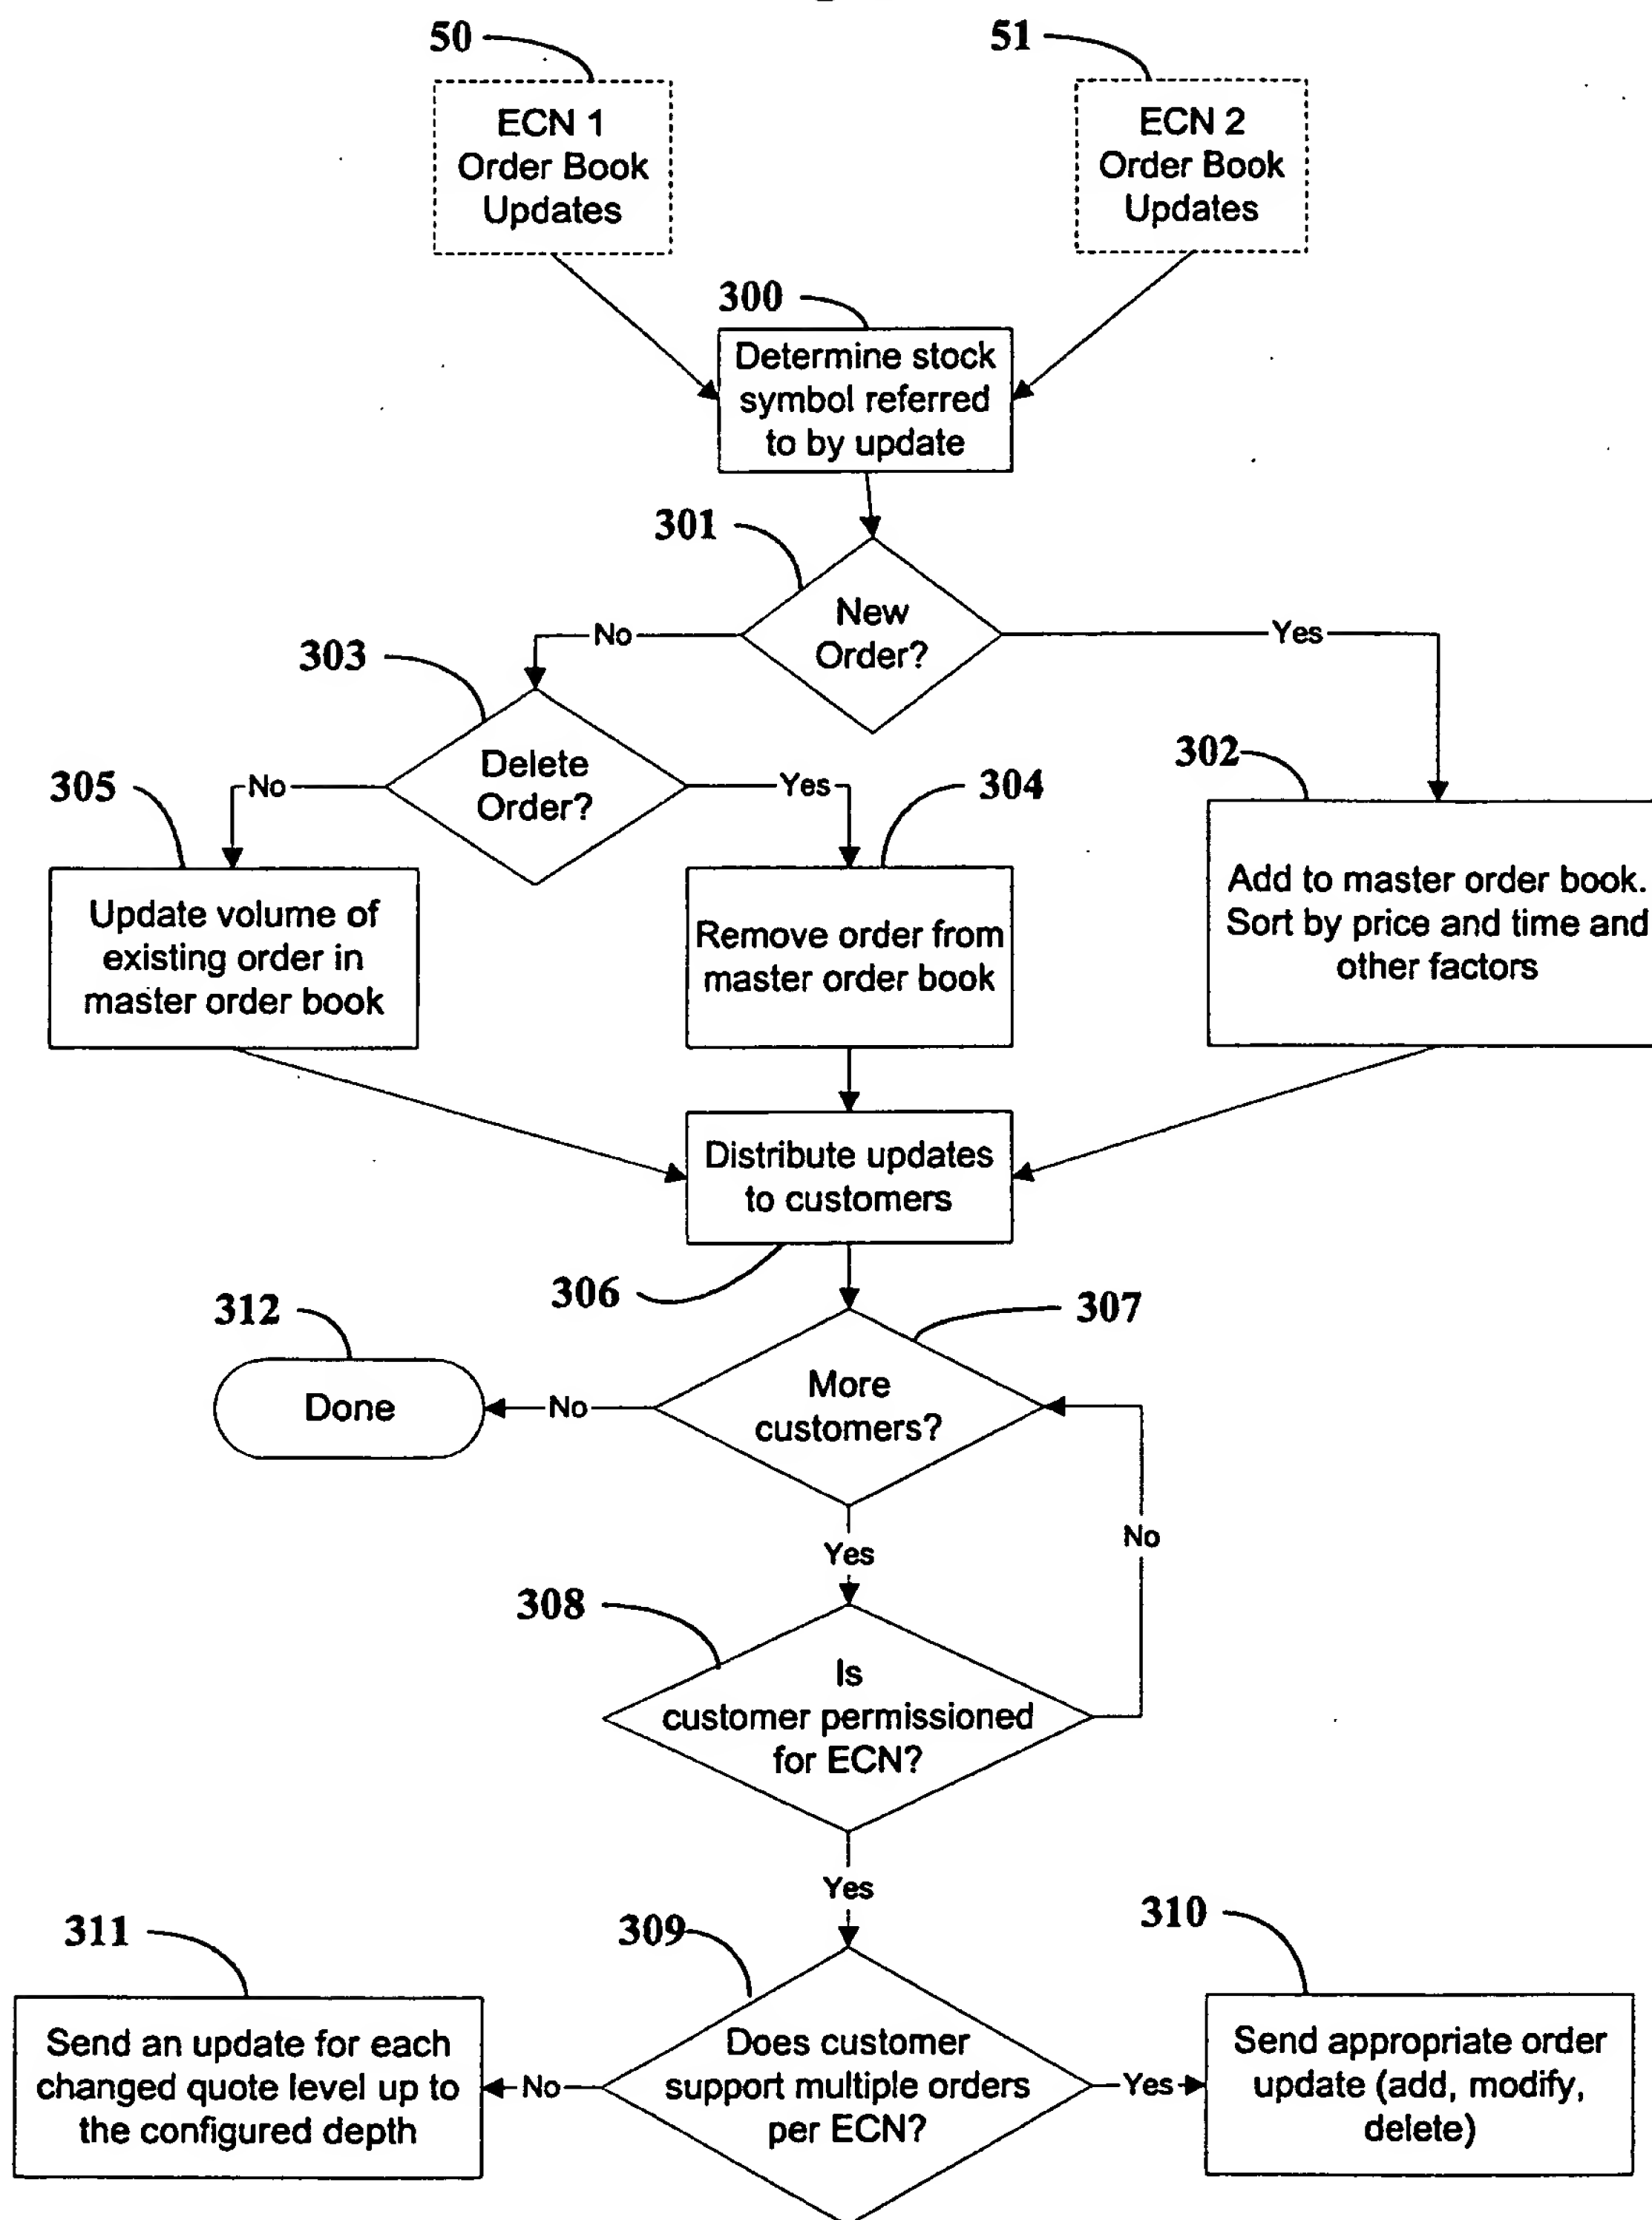 50
51
ECN 1
Order Book
Updates
ECN 2
Order Book
Updates
300
Determine stock
symbol referred
to by update
301
New
Order?
No
Yes
303
Delete
Order?
302
305
No
Yes
304
Update volume of
existing order in
master order book
Remove order from
master order book
Add to master order book.
Sort by price and time and
other factors
Distribute updates
to customers
306
312
307
Done
No
More
customers?
Yes
No
308
Is
customer permissioned
for ECN?
Yes
311
309
310
Send an update for each
changed quote level up to
the configured depth
No
Does customer
support multiple orders
per ECN?
Yes
Send appropriate order
update (add, modify,
delete)